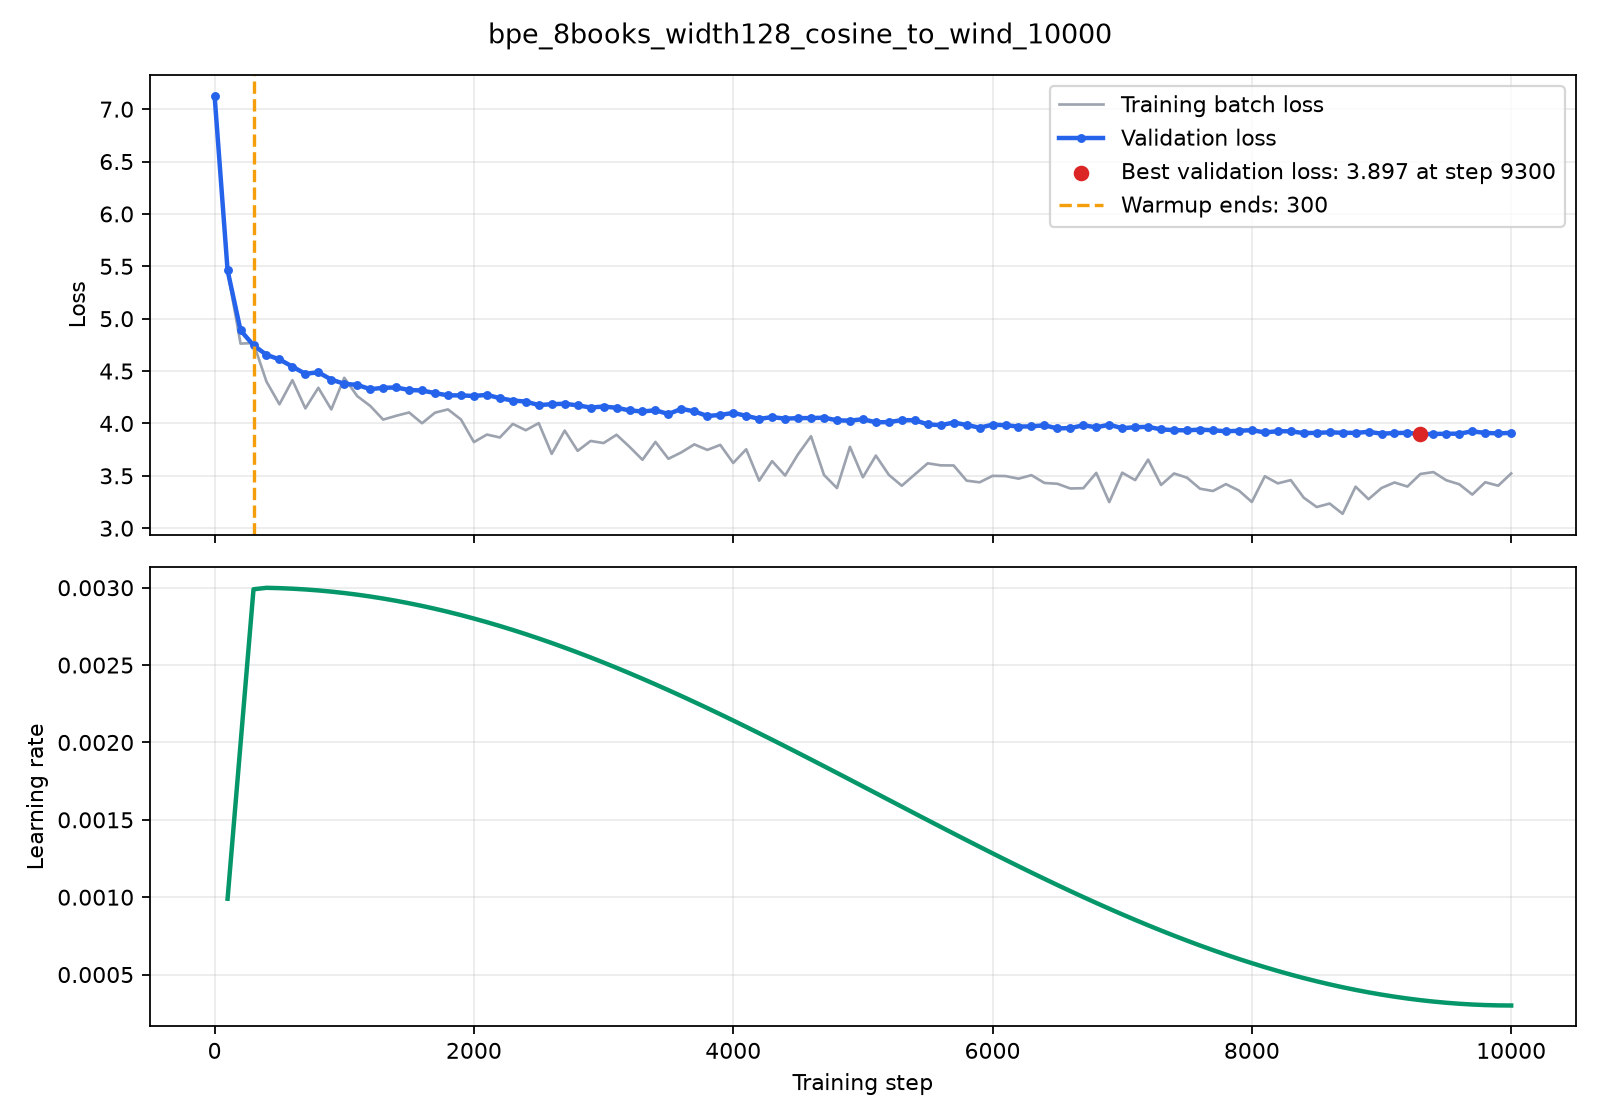 bpe_8books_width128_cosine_to_wind_10000
Training batch loss
Validation loss
Best validation loss: 3.897 at step 9300
Warmup ends: 300
Loss
7.0
6.5
6.0
5.5
5.0
4.5
4.0
3.5
3.0
Learning rate
0.0030
0.0025
0.0020
0.0015
0.0010
0.0005
0
2000
4000
6000
8000
10000
Training step